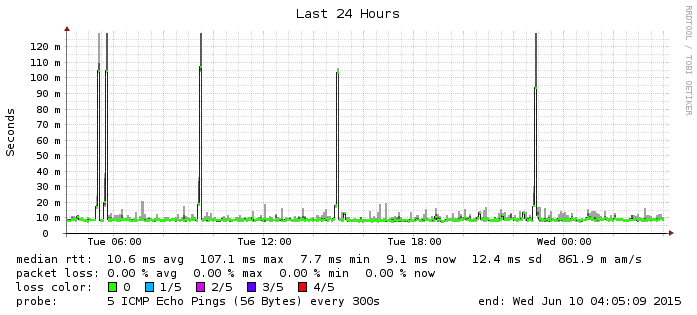 Last 24 Hours
RRDTOOL / TOBI OETIKER
Seconds
120 m
110 m
100 m
90 m
80 m
70 m
60 m
50 m
40 m
30 m
20 m
10 m
0
Tue 06:00 Tue 12:00 Tue 18:00 Wed 00:00
median rtt: 10.6 ms avg 107.1 ms max 7.7 ms min 9.1 ms now 12.4 ms sd 861.9 m am/s
packet loss: 0.00 % avg 0.00 % max 0.00 % min 0.00 % now
loss color: 0 1/5 2/5 3/5 4/5
probe: 5 ICMP Echo Pings (56 Bytes) every 300s end: Wed Jun 10 04:05:09 2015